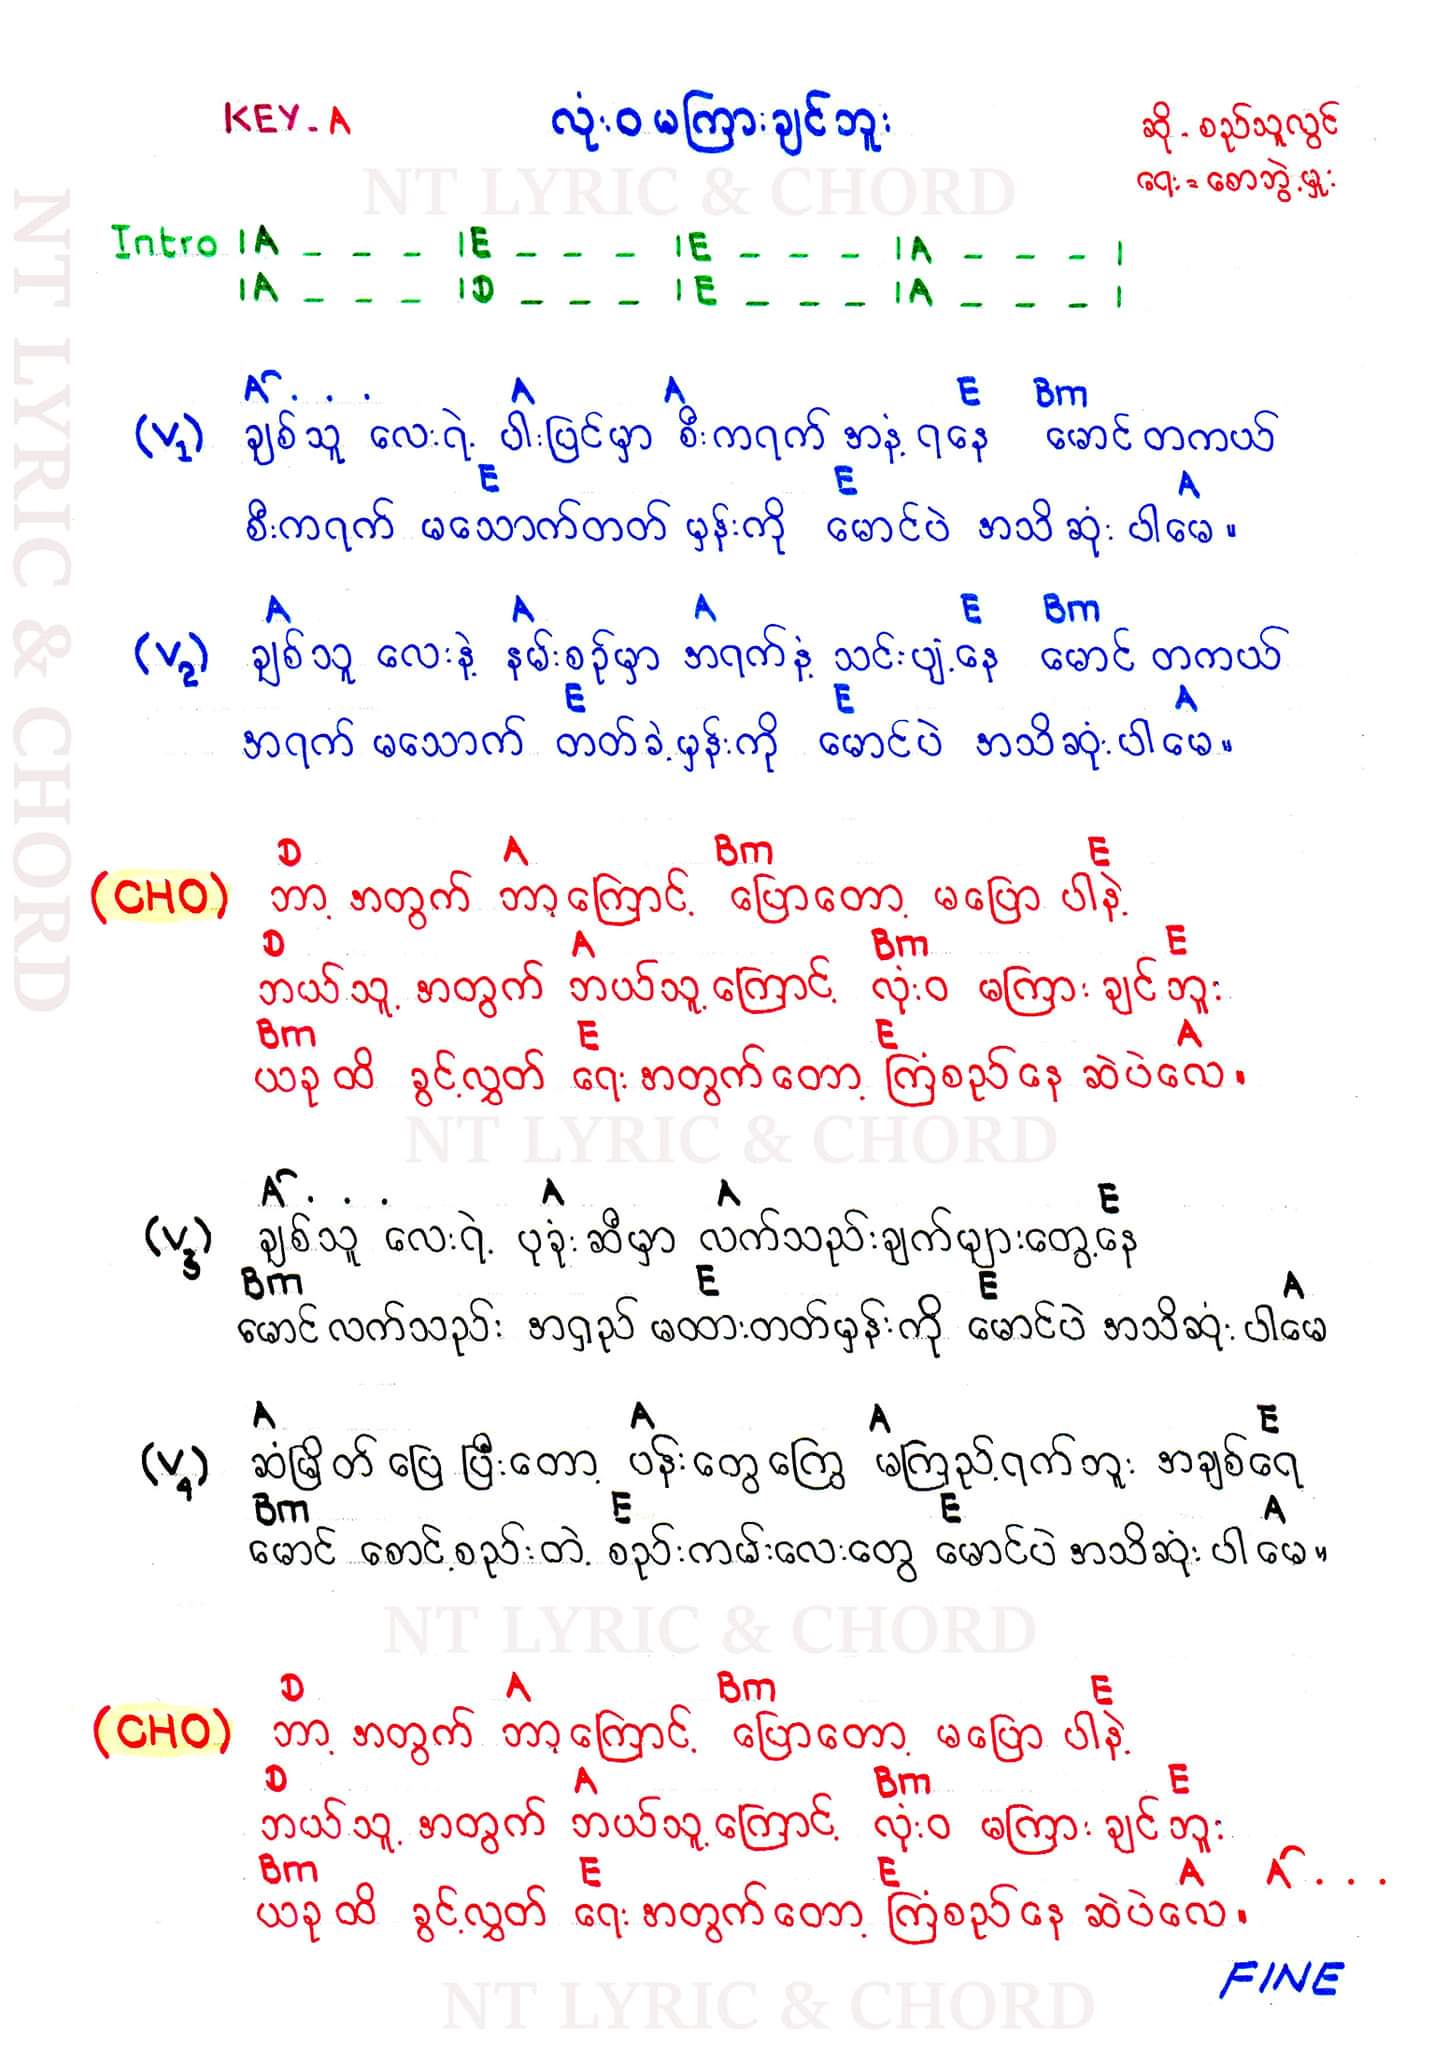 KEY - A
လုံးဝ မကြားချင်ဘူး
ဆို - စည်သူလွင်
ရေး = စောဘွဲ့မှူး
NT LYRIC & CHORD
NT LYRIC & CHORD
Intro |A _ _ _ |E _ _ _ |E _ _ _ |A _ _ _ |
|A _ _ _ |D _ _ _ |E _ _ _ |A _ _ _ |
A . . . A A E Bm
(V1) ချစ်သူ လေးရဲ့ ပါးပြင်မှာ စီးကရက် အနံ့ ရနေ မောင် တကယ်
E E A
စီးကရက် မသောက်တတ် မှန်းကို မောင်ပဲ အသိ ဆုံး ပါမေ။
A A A E Bm
(V2) ချစ်သူ လေးနဲ့ နမ်းစဉ်မှာ အရက်နံ့ သင်းပျံ့နေ မောင် တကယ်
E E A
အရက် မသောက် တတ်ခဲ့မှန်းကို မောင်ပဲ အသိဆုံးပါမေ။
D A Bm E
(CHO) ဘာ့ အတွက် ဘာ့ကြောင့် ပြောတော့ မပြော ပါနဲ့
D A Bm E
ဘယ်သူ့ အတွက် ဘယ်သူ့ကြောင့် လုံးဝ မကြား ချင်ဘူး
Bm E E A
ယခုထိ ခွင့်လွှတ် ရေးအတွက်တော့ ကြံစည်နေ ဆဲပဲလေ။
NT LYRIC & CHORD
A . . . A A E
(V3) ချစ်သူ လေးရဲ့ ပုခုံးဆီမှာ လက်သည်းချက်များတွေ့နေ
Bm E E A
မောင်လက်သည်း အရှည် မထားတတ်မှန်းကို မောင်ပဲ အသိဆုံးပါမေ
A A A E
(V4) ဆံမြိတ် ပြေ ပြီးတော့ ပန်းတွေကြွေ မကြည့်ရက်ဘူး အချစ်ရေ
Bm E E A
မောင် စောင့်စည်းတဲ့ စည်းကမ်းလေးတွေ မောင်ပဲ အသိဆုံးပါမေ။
NT LYRIC & CHORD
D A Bm E
(CHO) ဘာ့ အတွက် ဘာ့ကြောင့် ပြောတော့ မပြော ပါနဲ့
D A Bm E
ဘယ်သူ့ အတွက် ဘယ်သူ့ကြောင့် လုံးဝ မကြား ချင်ဘူး
Bm E E A A . . .
ယခုထိ ခွင့်လွှတ် ရေးအတွက်တော့ ကြံစည်နေ ဆဲပဲလေ။
FINE
NT LYRIC & CHORD